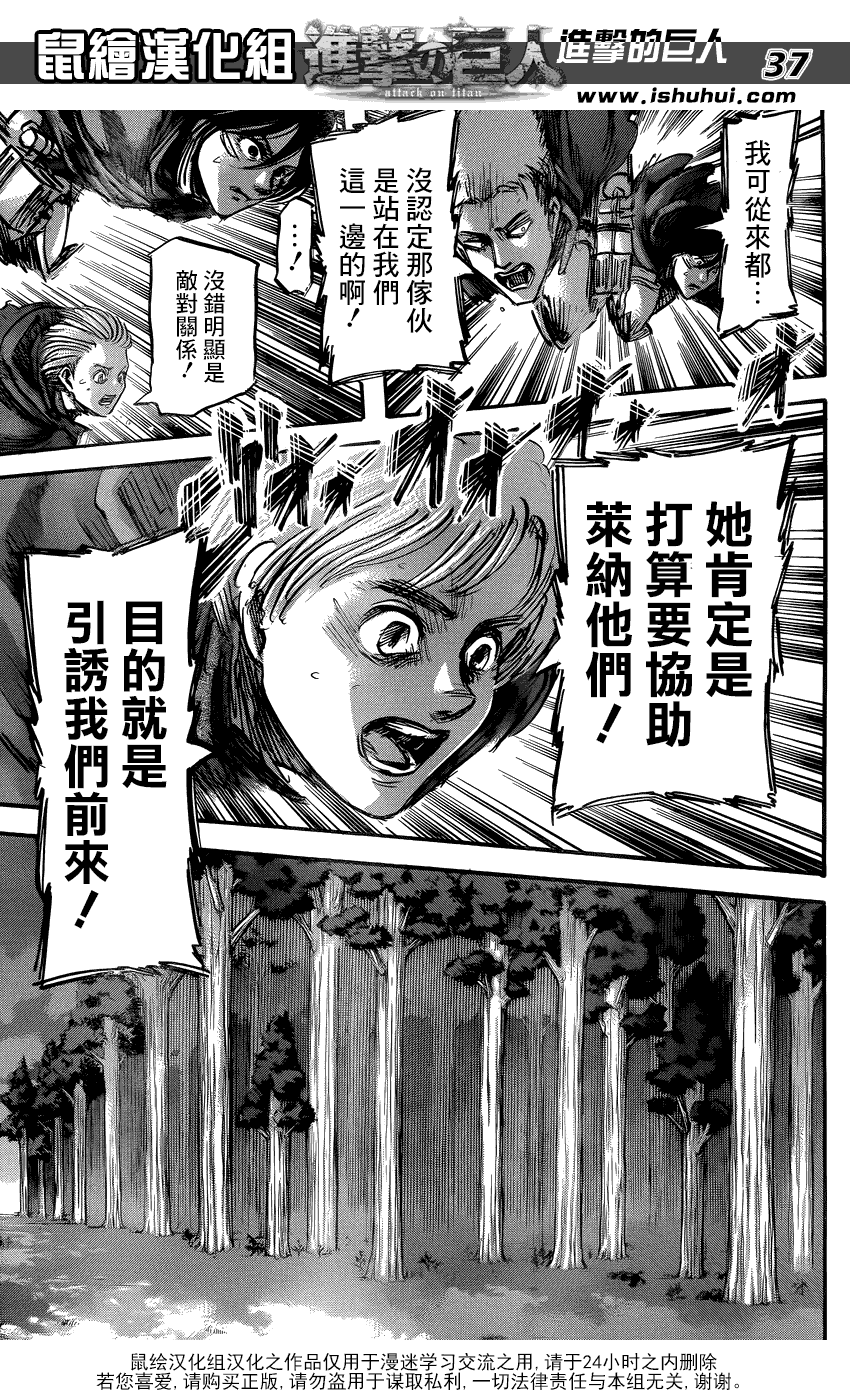 鼠繪漢化組
進撃の巨人
attack on titan
進擊的巨人
37
www.ishuhui.com
我可從來都…
沒認定那傢伙
是站在我們
這一邊的啊！
…！
沒錯明顯是
敵對關係！
她肯定是
打算要協助
萊納他們！
目的就是
引誘我們前來！
鼠绘汉化组汉化之作品仅用于漫迷学习交流之用,请于24小时之内删除
若您喜爱,请购买正版,请勿盗用于谋取私利,一切法律责任与本组无关,谢谢。